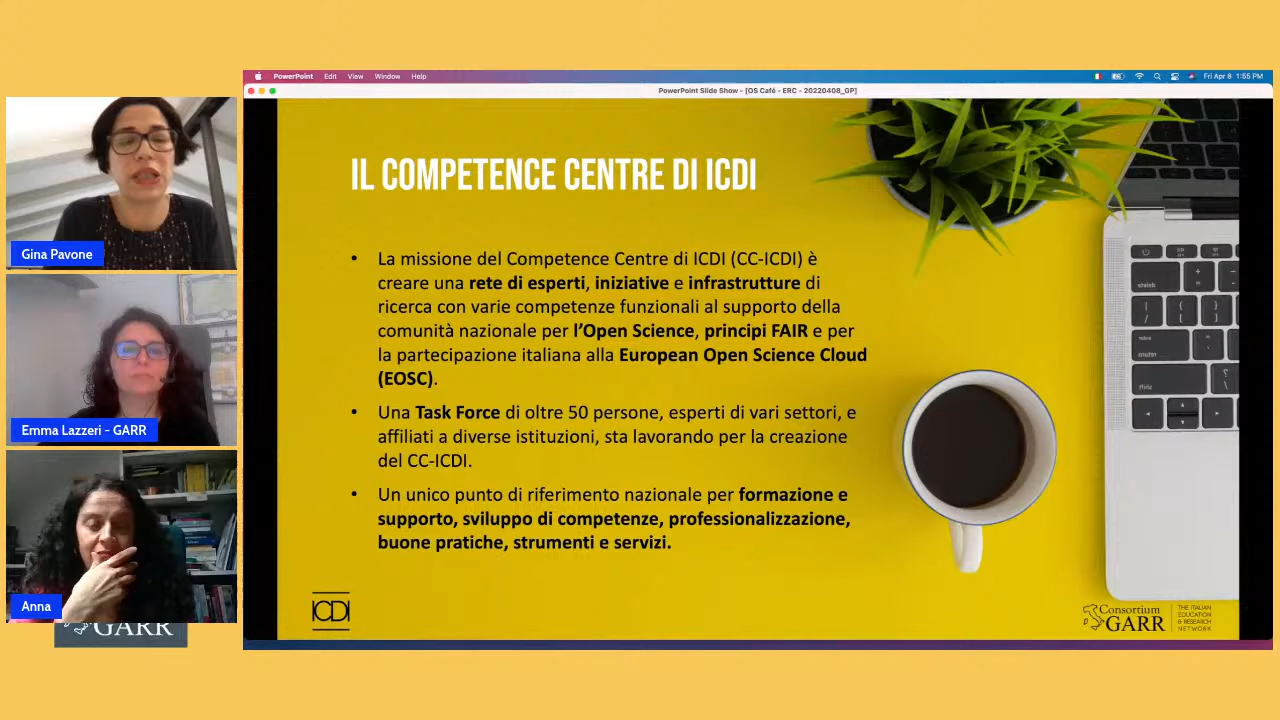 PowerPoint Edit View Window Help
Fri Apr 8 1:55 PM
PowerPoint Slide Show - [OS Café - ERC - 20220408_GP]
IL COMPETENCE CENTRE DI ICDI
• La missione del Competence Centre di ICDI (CC-ICDI) è
creare una rete di esperti, iniziative e infrastrutture di
ricerca con varie competenze funzionali al supporto della
comunità nazionale per l’Open Science, principi FAIR e per
la partecipazione italiana alla European Open Science Cloud
(EOSC).
• Una Task Force di oltre 50 persone, esperti di vari settori, e
affiliati a diverse istituzioni, sta lavorando per la creazione
del CC-ICDI.
• Un unico punto di riferimento nazionale per formazione e
supporto, sviluppo di competenze, professionalizzazione,
buone pratiche, strumenti e servizi.
ICDI
Consortium
GARR
THE ITALIAN
EDUCATION
& RESEARCH
NETWORK
Gina Pavone
Emma Lazzeri - GARR
Anna
GARR